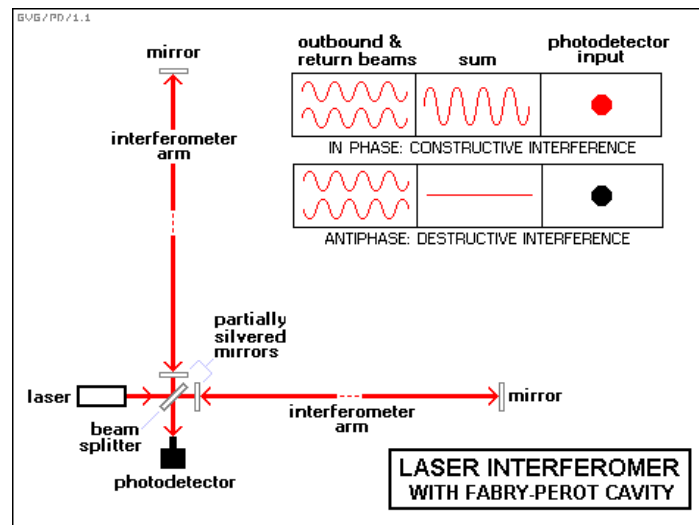 GVG/PD/1.1
mirror
interferometer
arm
outbound &
return beams
sum
photodetector
input
IN PHASE: CONSTRUCTIVE INTERFERENCE
ANTIPHASE: DESTRUCTIVE INTERFERENCE
partially
silvered
mirrors
laser
beam
splitter
photodetector
interferometer
arm
mirror
LASER INTERFEROMER
WITH FABRY-PEROT CAVITY